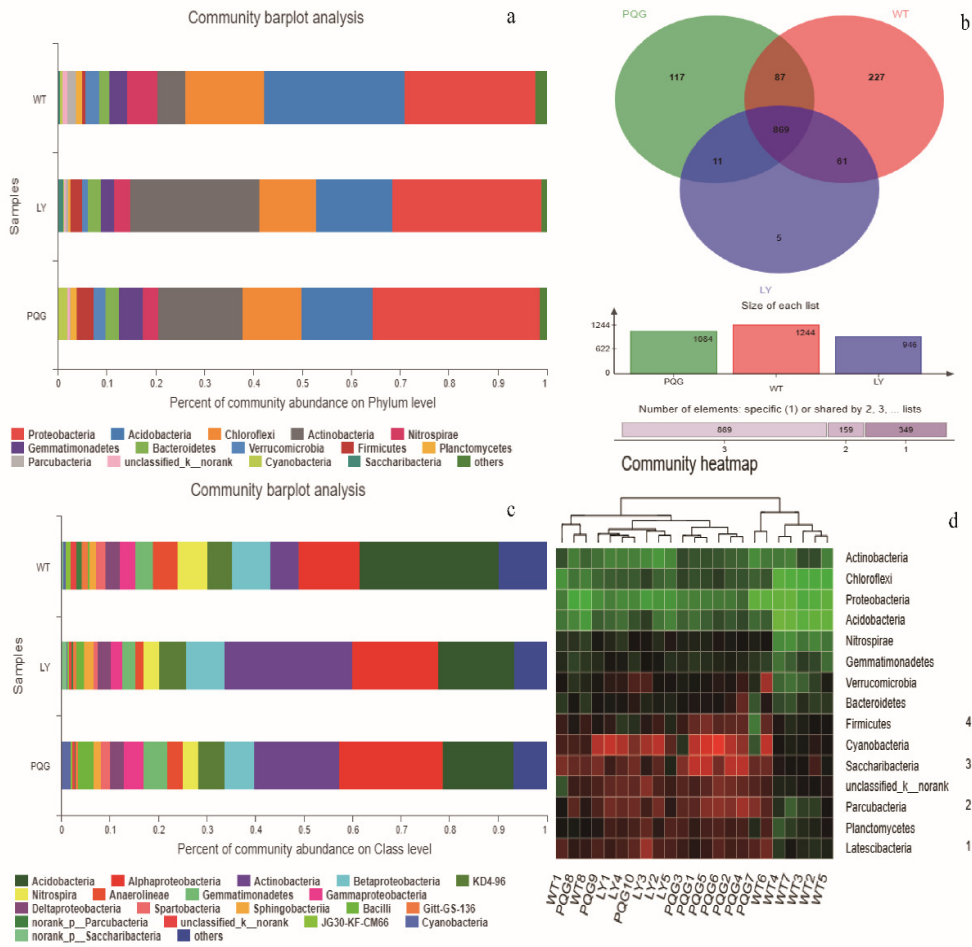 Community barplot analysis
a
Samples
WT
LY
PQG
0 0.1 0.2 0.3 0.4 0.5 0.6 0.7 0.8 0.9 1
Percent of community abundance on Phylum level
Proteobacteria Acidobacteria Chloroflexi Actinobacteria Nitrospirae
Gemmatimonadetes Bacteroidetes Verrucomicrobia Firmicutes Planctomycetes
Parcubacteria unclassified_k__norank Cyanobacteria Saccharibacteria others
b
PQG
WT
117
87
227
869
11
61
5
LY
Size of each list
1244
622
0
1084
1244
946
PQG
WT
LY
Number of elements: specific (1) or shared by 2, 3, ... lists
869 159 349
3 2 1
Community barplot analysis
c
Samples
WT
LY
PQG
0 0.1 0.2 0.3 0.4 0.5 0.6 0.7 0.8 0.9 1
Percent of community abundance on Class level
Acidobacteria Alphaproteobacteria Actinobacteria Betaproteobacteria KD4-96
Nitrospira Anaerolineae Gemmatimonadetes Gammaproteobacteria
Deltaproteobacteria Spartobacteria Sphingobacteria Bacilli Gitt-GS-136
norank_p__Parcubacteria unclassified_k__norank JG30-KF-CM66 Cyanobacteria
norank_p__Saccharibacteria others
Community heatmap
d
Actinobacteria
Chloroflexi
Proteobacteria
Acidobacteria
Nitrospirae
Gemmatimonadetes
Verrucomicrobia
Bacteroidetes
Firmicutes
Cyanobacteria
Saccharibacteria
unclassified_k__norank
Parcubacteria
Planctomycetes
Latescibacteria
4
3
2
1
WT1 PQG8 WT8 PQG9 LY1 LY4 PQG10 LY3 LY2 LY5 PQG3 PQG1 PQG5 PQG6 PQG2 PQG4 PQG7 WT6 WT4 WT7 WT3 WT2 WT5